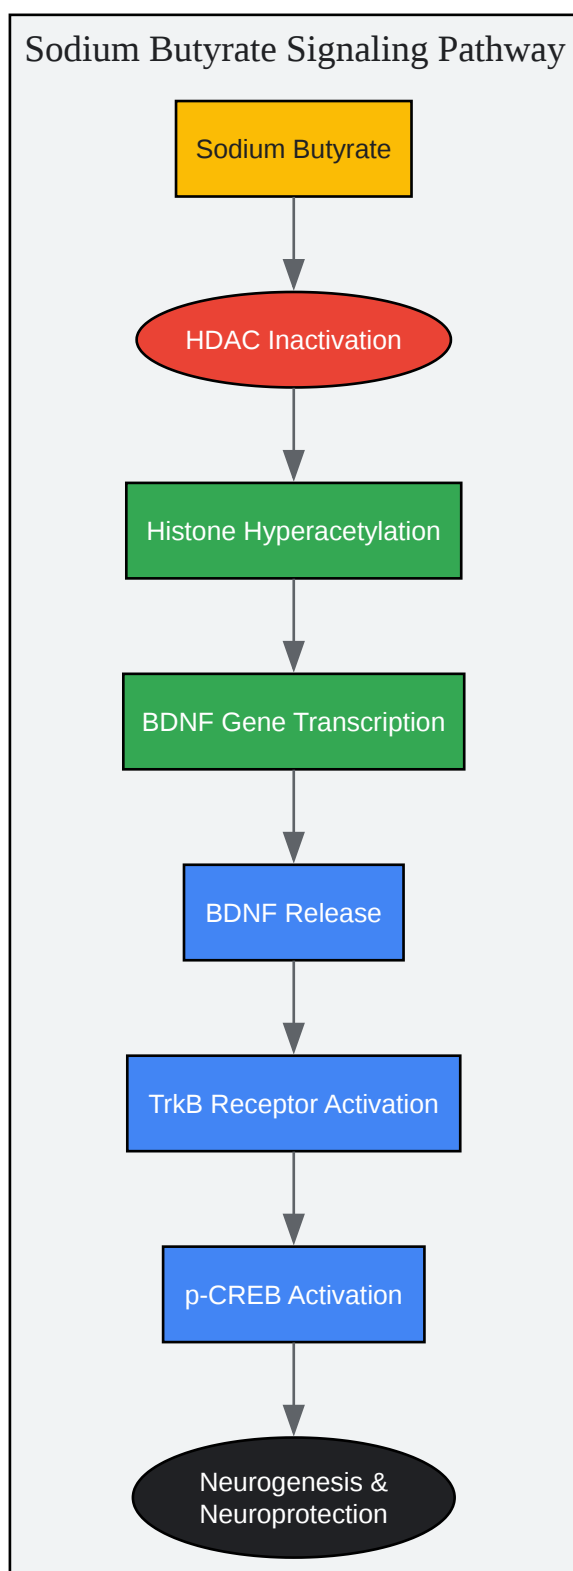 Sodium Butyrate Signaling Pathway
Sodium Butyrate
HDAC Inactivation
Histone Hyperacetylation
BDNF Gene Transcription
BDNF Release
TrkB Receptor Activation
p-CREB Activation
Neurogenesis &
Neuroprotection